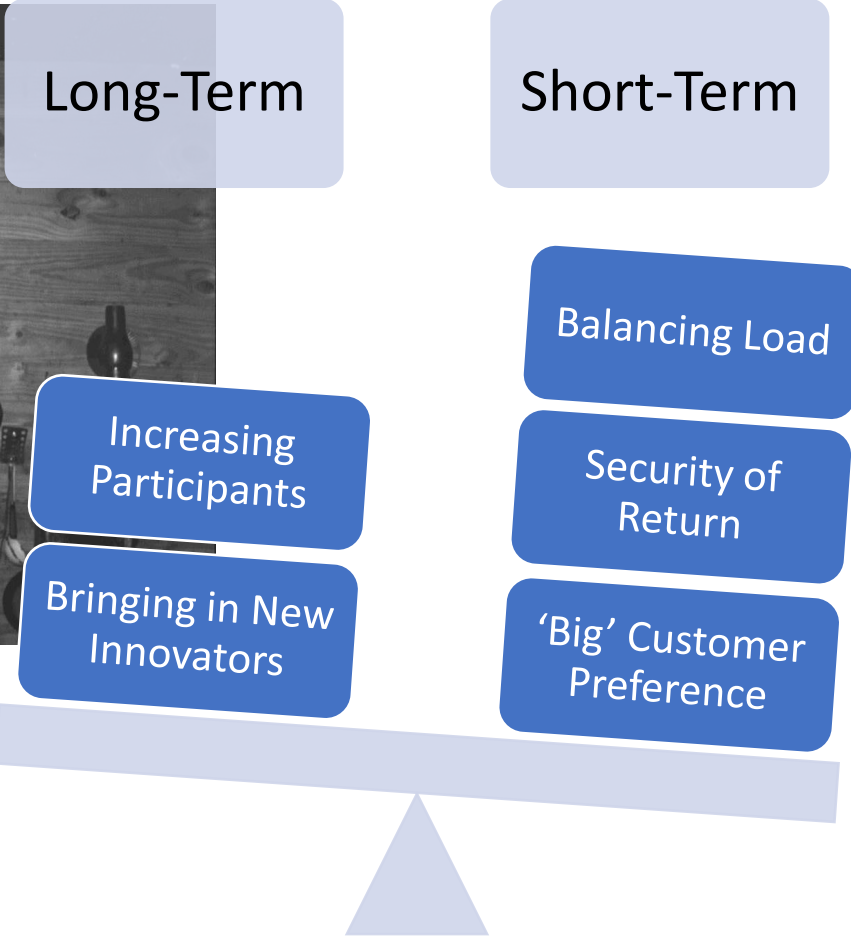 Long-Term
Short-Term
Increasing
Participants
Bringing in New
Innovators
Balancing Load
Security of
Return
‘Big’ Customer
Preference